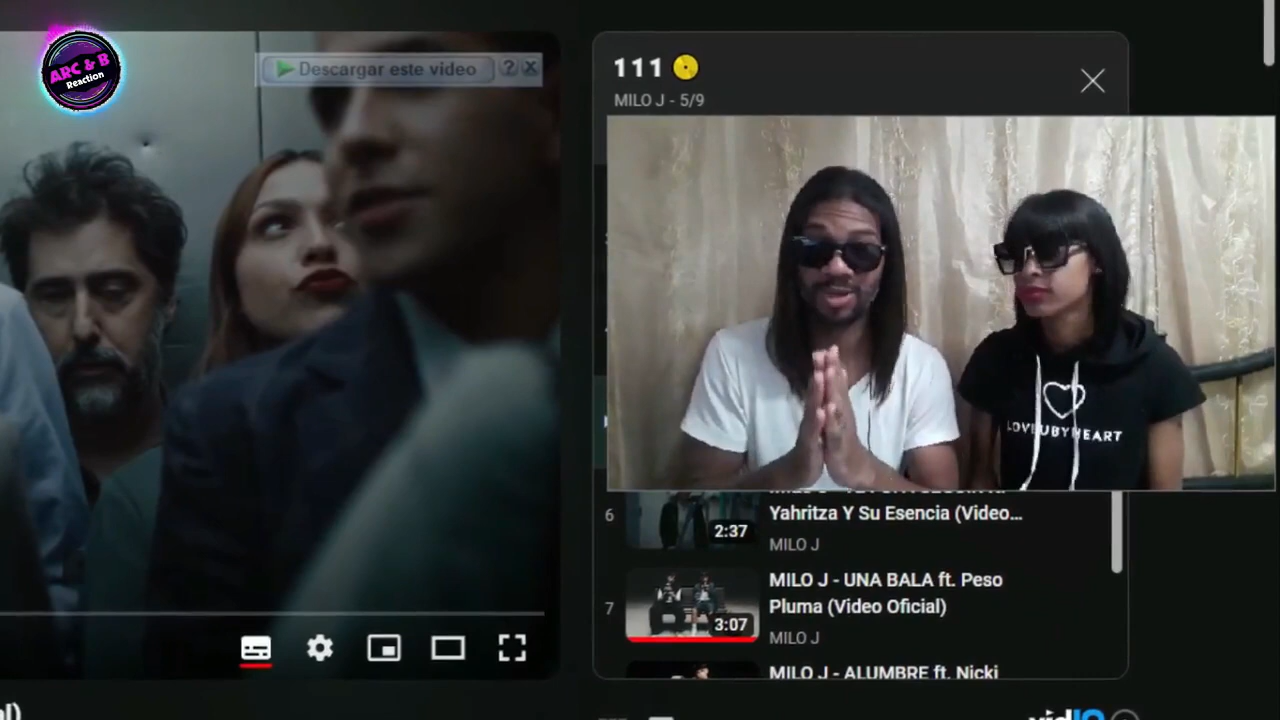 ARC & B
Reaction
Descargar este video
?
X
111
MILO J - 5/9
LOVEUBYHEART
6
2:37
Yahritza Y Su Esencia (Video…
MILO J
7
3:07
MILO J - UNA BALA ft. Peso
Pluma (Video Oficial)
MILO J
MILO J - ALUMBRE ft. Nicki
vidIQ